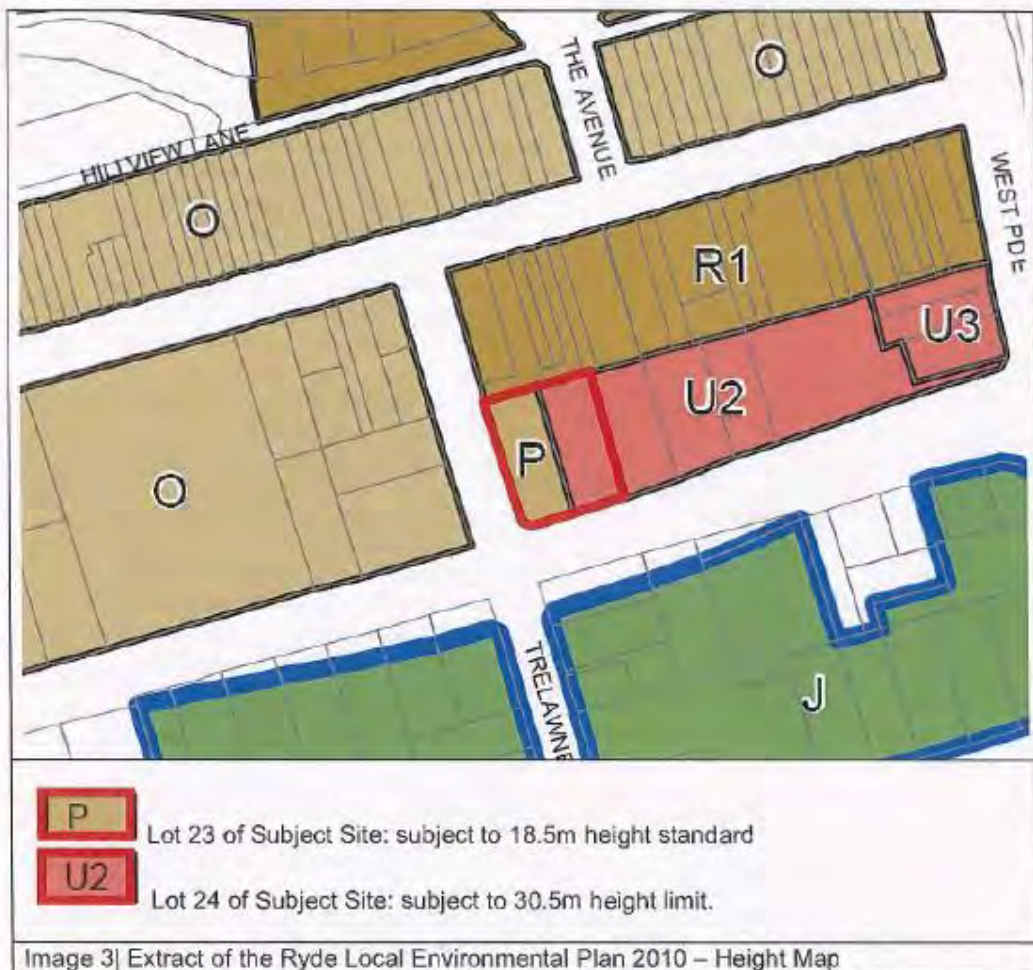 THE AVENUE
O
HILLVIEW LANE
O
WEST PDE
R1
U3
U2
P
O
TRELAWNE
J
P
Lot 23 of Subject Site: subject to 18.5m height standard
U2
Lot 24 of Subject Site: subject to 30.5m height limit.
Image 3| Extract of the Ryde Local Environmental Plan 2010 – Height Map